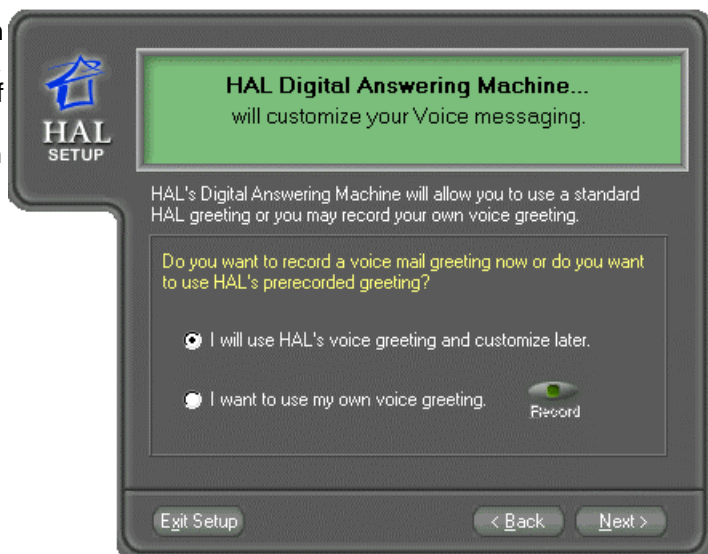 HAL
SETUP
HAL Digital Answering Machine...
will customize your Voice messaging.
HAL's Digital Answering Machine will allow you to use a standard
HAL greeting or you may record your own voice greeting.
Do you want to record a voice mail greeting now or do you want
to use HAL's prerecorded greeting?
I will use HAL's voice greeting and customize later.
I want to use my own voice greeting.
Record
Exit Setup
< Back
Next >